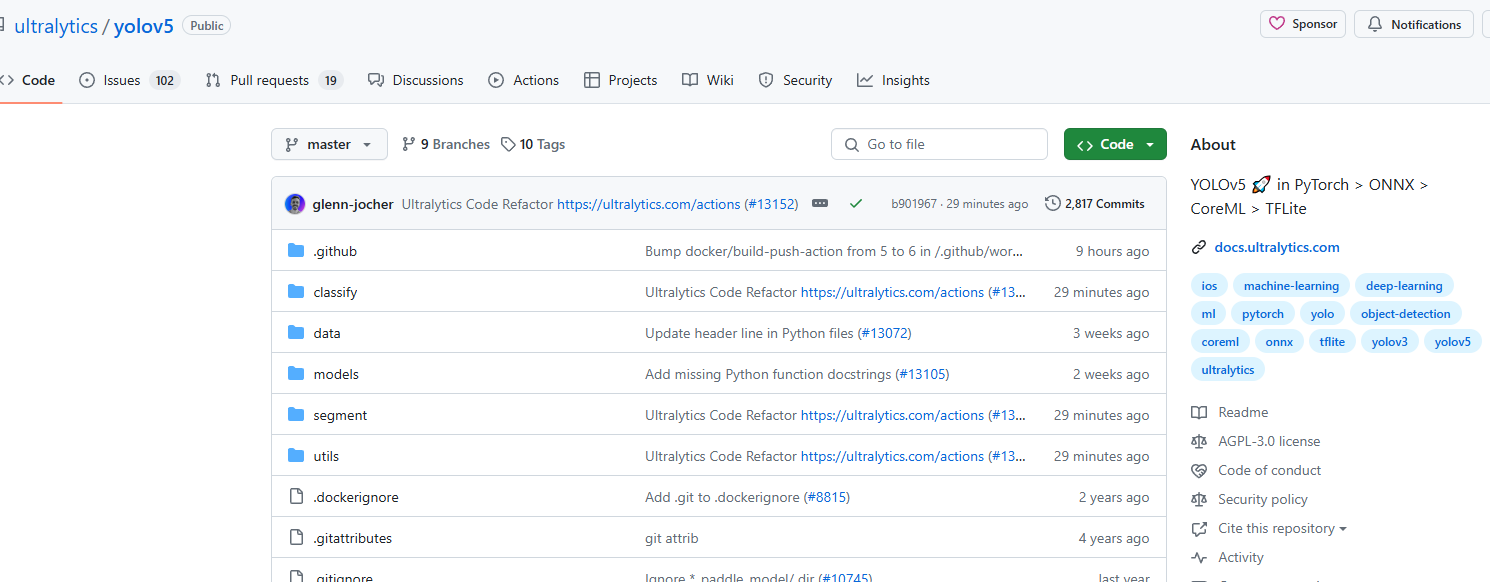 ultralytics / yolov5 Public Sponsor Notifications
Code Issues 102 Pull requests 19 Discussions Actions Projects Wiki Security Insights
master 9 Branches 10 Tags Go to file Code
glenn-jocher Ultralytics Code Refactor https://ultralytics.com/actions (#13152) b901967 · 29 minutes ago 2,817 Commits
.github Bump docker/build-push-action from 5 to 6 in /.github/wor... 9 hours ago
classify Ultralytics Code Refactor https://ultralytics.com/actions (#13... 29 minutes ago
data Update header line in Python files (#13072) 3 weeks ago
models Add missing Python function docstrings (#13105) 2 weeks ago
segment Ultralytics Code Refactor https://ultralytics.com/actions (#13... 29 minutes ago
utils Ultralytics Code Refactor https://ultralytics.com/actions (#13... 29 minutes ago
.dockerignore Add .git to .dockerignore (#8815) 2 years ago
.gitattributes git attrib 4 years ago
.gitignore Ignore *_paddle_model/ dir (#10745) last year
About
YOLOv5 🚀 in PyTorch > ONNX >
CoreML > TFLite
docs.ultralytics.com
ios machine-learning deep-learning
ml pytorch yolo object-detection
coreml onnx tflite yolov3 yolov5
ultralytics
Readme
AGPL-3.0 license
Code of conduct
Security policy
Cite this repository
Activity